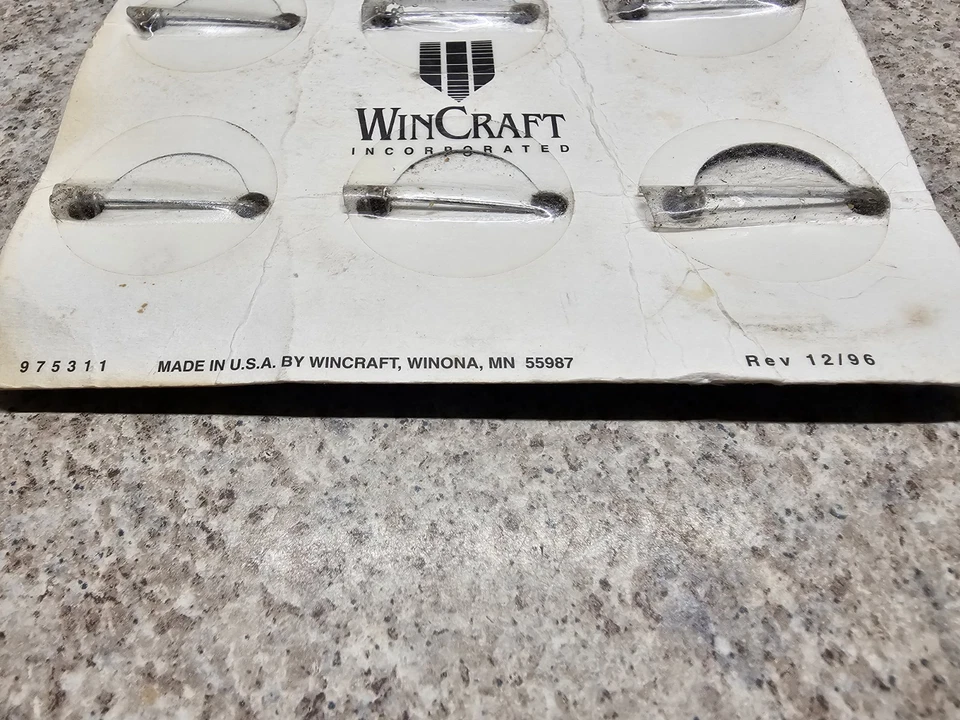 WINCRAFT
INCORPORATED
975311 MADE IN U.S.A. BY WINCRAFT, WINONA, MN 55987 Rev 12/96